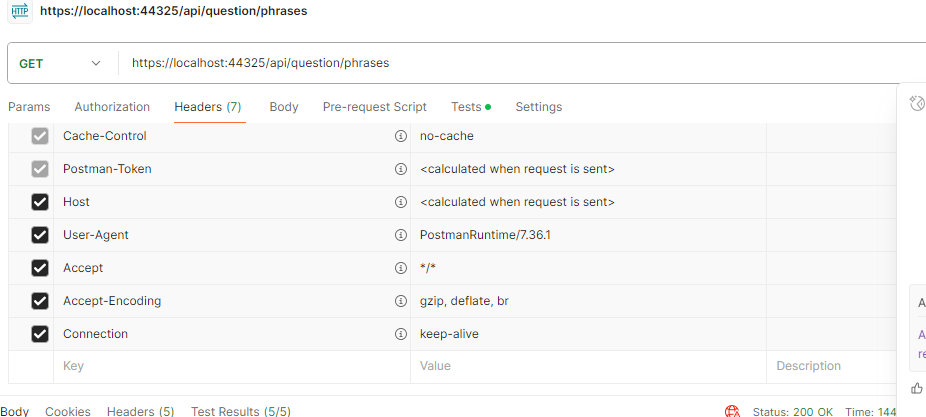 HTTP https://localhost:44325/api/question/phrases
GET https://localhost:44325/api/question/phrases
Params Authorization Headers (7) Body Pre-request Script Tests Settings
Cache-Control no-cache
Postman-Token <calculated when request is sent>
Host <calculated when request is sent>
User-Agent PostmanRuntime/7.36.1
Accept */*
Accept-Encoding gzip, deflate, br
Connection keep-alive
Key Value Description
Body Cookies Headers (5) Test Results (5/5) Status: 200 OK Time: 144